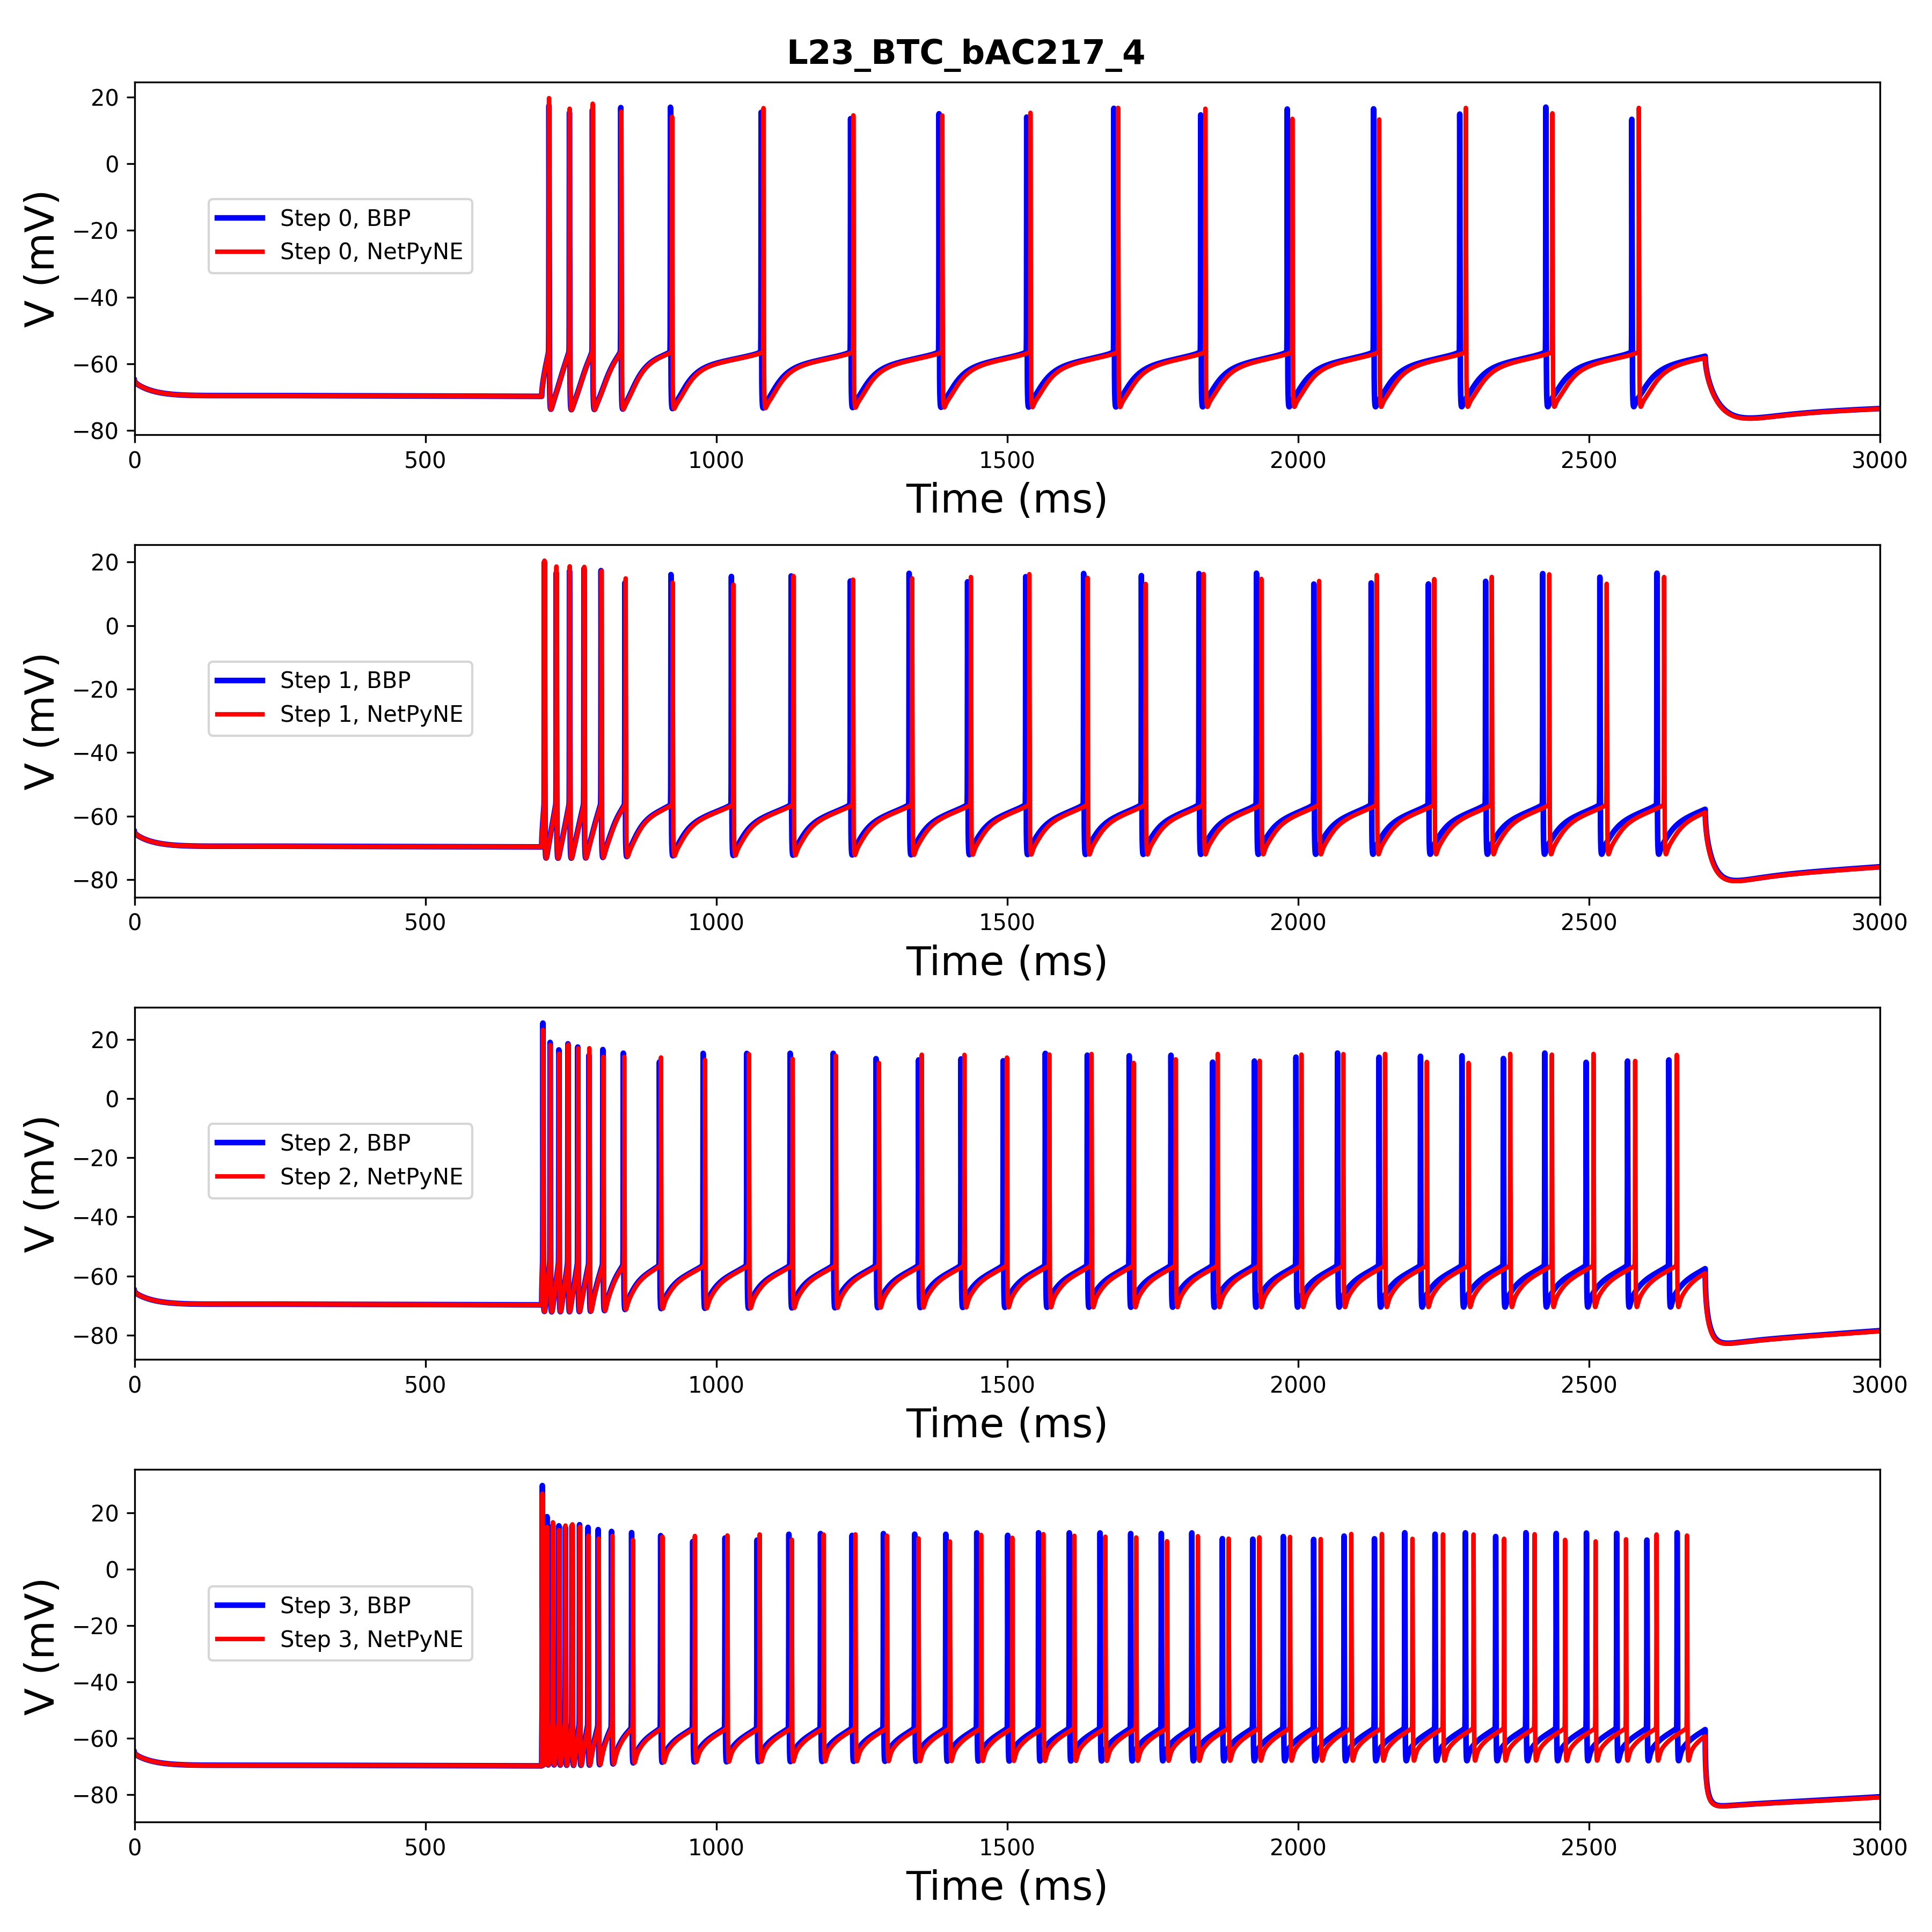 L23_BTC_bAC217_4
20
0
−20
−40
−60
−80
V (mV)
Step 0, BBP
Step 0, NetPyNE
0 500 1000 1500 2000 2500 3000
Time (ms)
20
0
−20
−40
−60
−80
V (mV)
Step 1, BBP
Step 1, NetPyNE
0 500 1000 1500 2000 2500 3000
Time (ms)
20
0
−20
−40
−60
−80
V (mV)
Step 2, BBP
Step 2, NetPyNE
0 500 1000 1500 2000 2500 3000
Time (ms)
20
0
−20
−40
−60
−80
V (mV)
Step 3, BBP
Step 3, NetPyNE
0 500 1000 1500 2000 2500 3000
Time (ms)